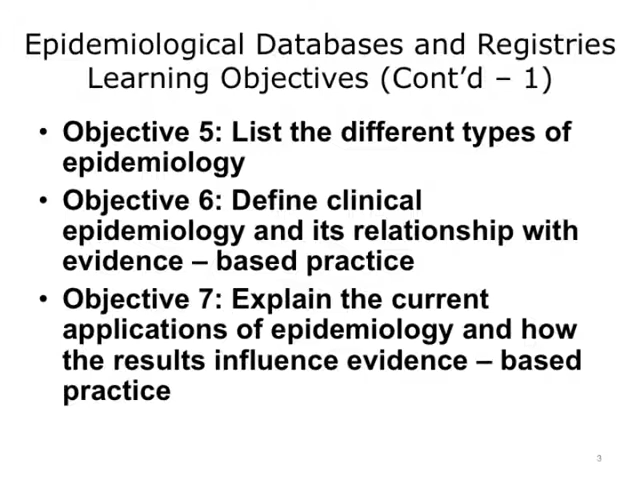 Epidemiological Databases and Registries
Learning Objectives (Cont’d – 1)
• Objective 5: List the different types of
epidemiology
• Objective 6: Define clinical
epidemiology and its relationship with
evidence – based practice
• Objective 7: Explain the current
applications of epidemiology and how
the results influence evidence – based
practice
3